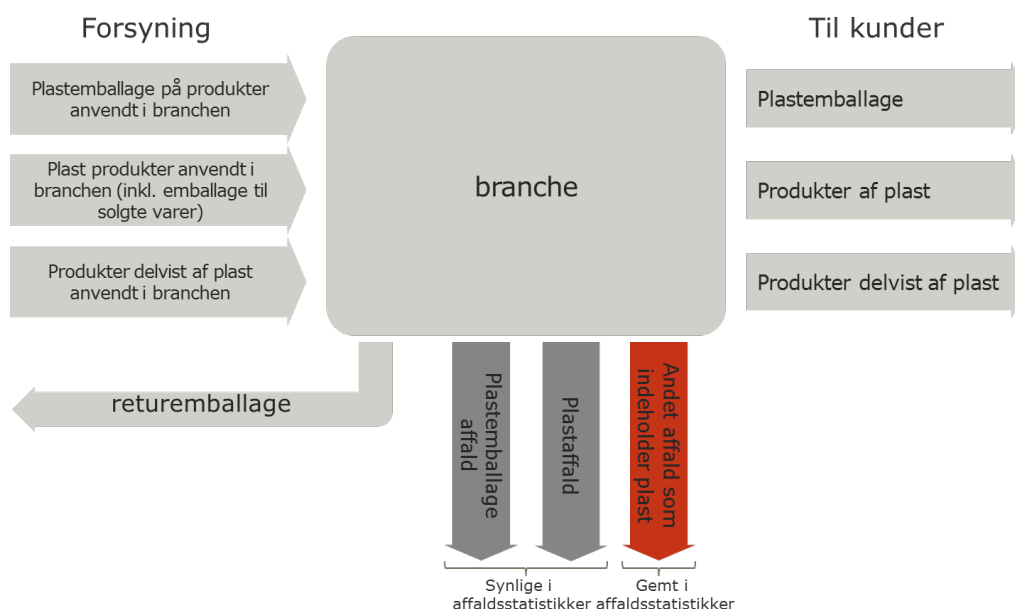 Forsyning
Til kunder
Plastemballage på produkter
anvendt i branchen
Plast produkter anvendt i
branchen (inkl. emballage til
solgte varer)
Produkter delvist af plast
anvendt i branchen
branche
Plastemballage
Produkter af plast
Produkter delvist af plast
returemballage
Plastemballage
affald
Plastaffald
Andet affald som
indeholder plast
Synlige i
affaldsstatistikker
Gemt i
affaldsstatistikker